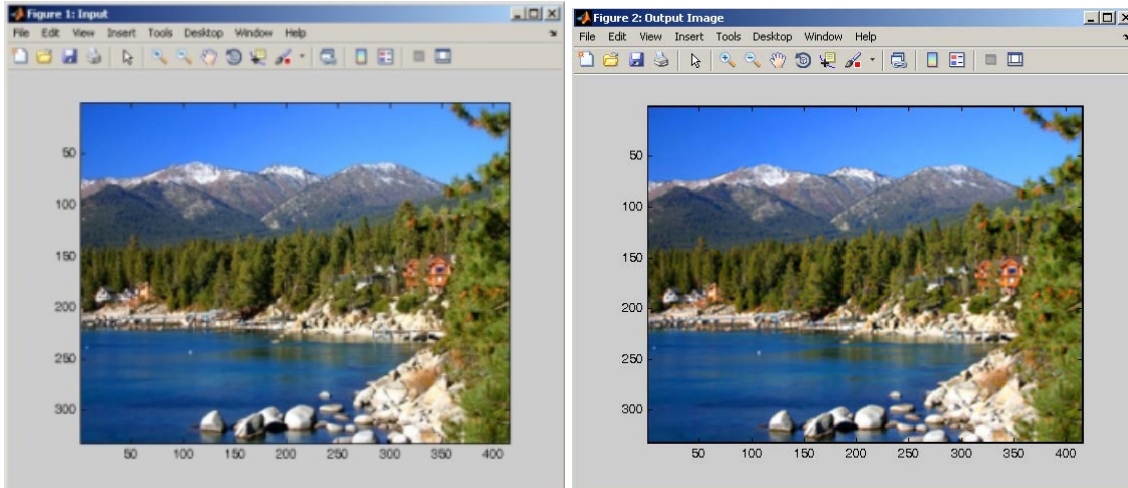 Figure 1: Input
File Edit View Insert Tools Desktop Window Help
50
100
150
200
250
300
50 100 150 200 250 300 350 400
Figure 2: Output Image
File Edit View Insert Tools Desktop Window Help
50
100
150
200
250
300
50 100 150 200 250 300 350 400